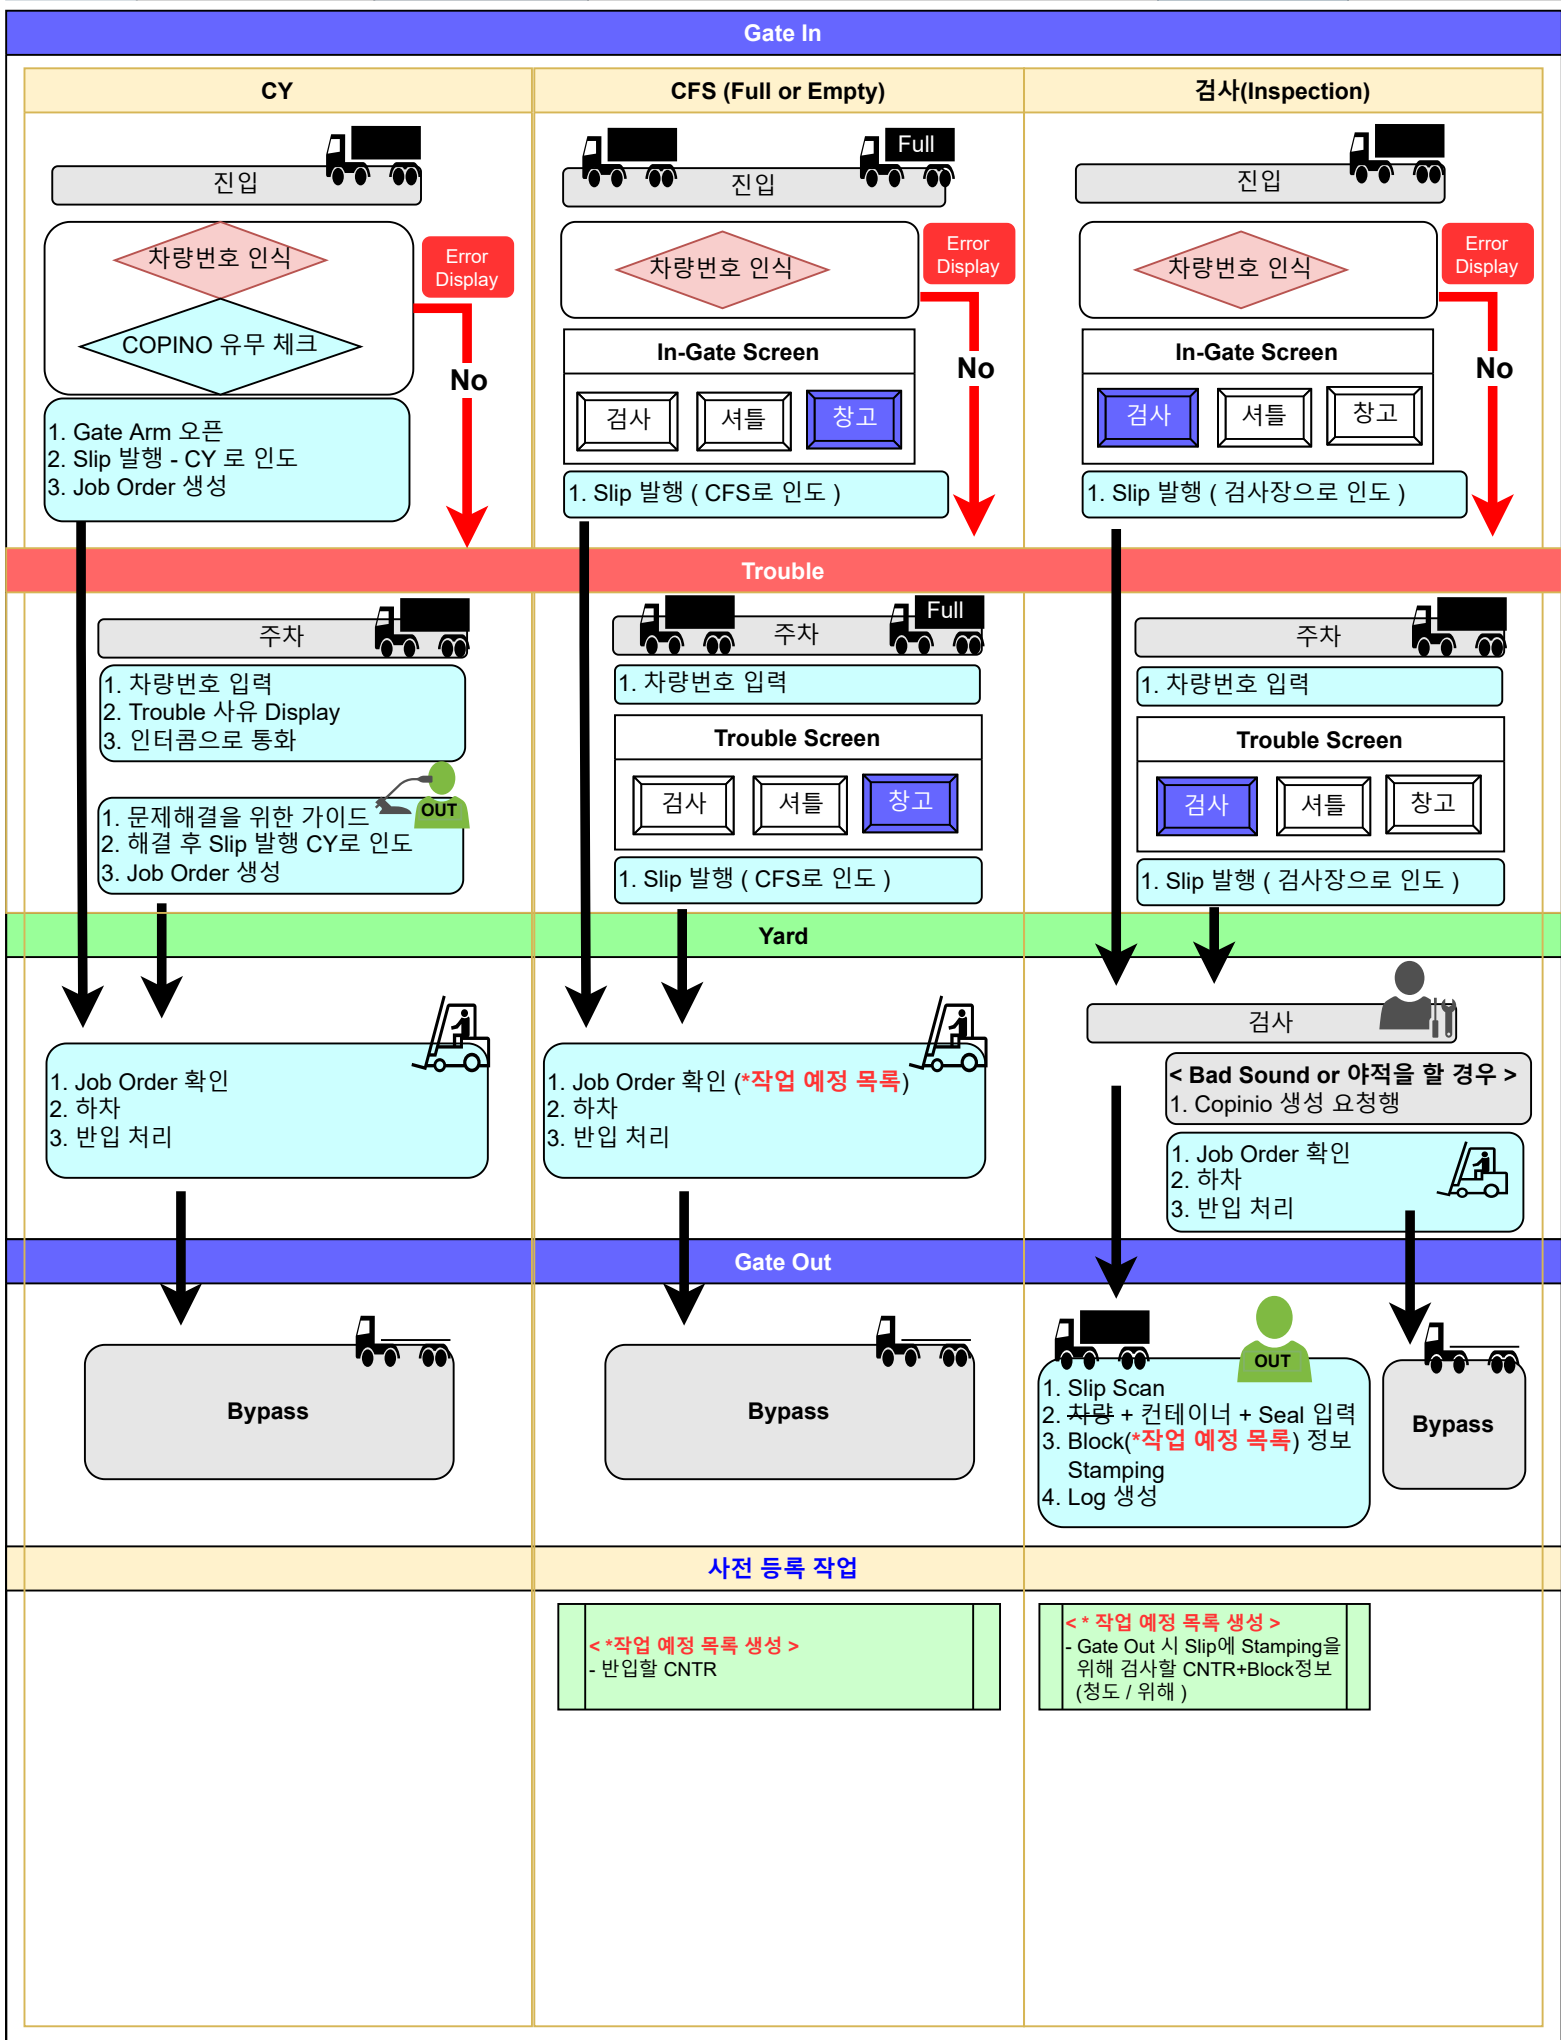 Gate In
CY
CFS (Full or Empty)
검사(Inspection)
진입
Full
진입
진입
차량번호 인식
Error
Display
COPINO 유무 체크
No
1. Gate Arm 오픈
2. Slip 발행 - CY 로 인도
3. Job Order 생성
차량번호 인식
Error
Display
In-Gate Screen
No
검사
셔틀
창고
1. Slip 발행 ( CFS로 인도 )
차량번호 인식
Error
Display
In-Gate Screen
No
검사
셔틀
창고
1. Slip 발행 ( 검사장으로 인도 )
Trouble
주차
1. 차량번호 입력
2. Trouble 사유 Display
3. 인터콤으로 통화
OUT
1. 문제해결을 위한 가이드
2. 해결 후 Slip 발행 CY로 인도
3. Job Order 생성
Full
주차
1. 차량번호 입력
Trouble Screen
검사
셔틀
창고
1. Slip 발행 ( CFS로 인도 )
주차
1. 차량번호 입력
Trouble Screen
검사
셔틀
창고
1. Slip 발행 ( 검사장으로 인도 )
Yard
1. Job Order 확인
2. 하차
3. 반입 처리
1. Job Order 확인 (*작업 예정 목록)
2. 하차
3. 반입 처리
검사
< Bad Sound or 야적을 할 경우 >
1. Copinio 생성 요청행
1. Job Order 확인
2. 하차
3. 반입 처리
Gate Out
Bypass
Bypass
OUT
1. Slip Scan
2. 차량 + 컨테이너 + Seal 입력
3. Block(*작업 예정 목록) 정보
Stamping
4. Log 생성
Bypass
사전 등록 작업
< *작업 예정 목록 생성 >
- 반입할 CNTR
< * 작업 예정 목록 생성 >
- Gate Out 시 Slip에 Stamping을
위해 검사할 CNTR+Block정보
(청도 / 위해 )